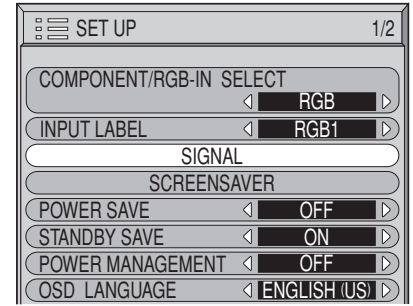 SET UP 1/2
COMPONENT/RGB-IN SELECT
RGB
INPUT LABEL RGB1
SIGNAL
SCREENSAVER
POWER SAVE OFF
STANDBY SAVE ON
POWER MANAGEMENT OFF
OSD LANGUAGE ENGLISH (US)